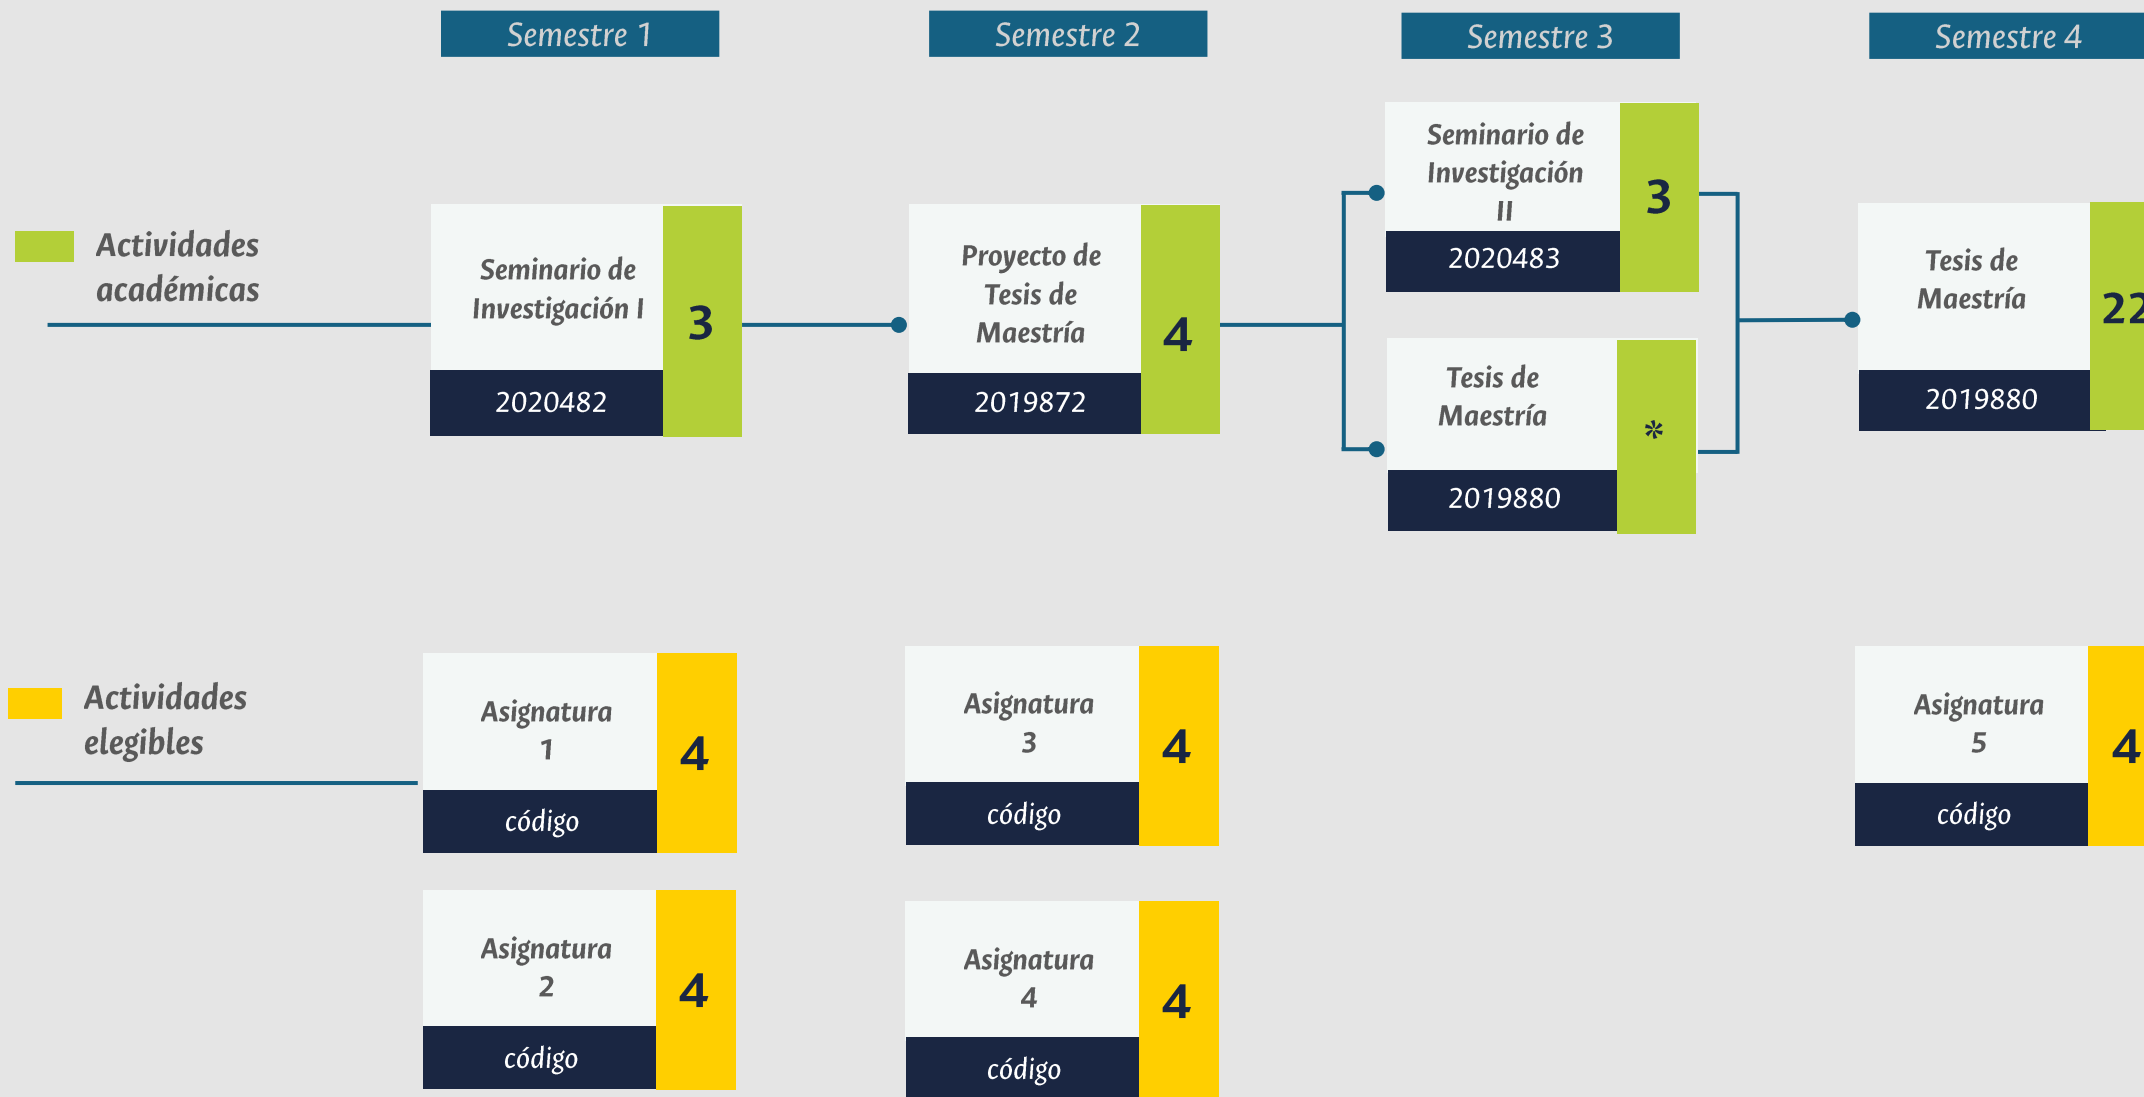 Semestre 1
Semestre 2
Semestre 3
Semestre 4
Actividades
académicas
Seminario de
Investigación I
3
2020482
Proyecto de
Tesis de
Maestría
4
2019872
Seminario de
Investigación
II
3
2020483
Tesis de
Maestría
*
2019880
Tesis de
Maestría
22
2019880
Actividades
elegibles
Asignatura
1
4
código
Asignatura
3
4
código
Asignatura
5
4
código
Asignatura
2
4
código
Asignatura
4
4
código